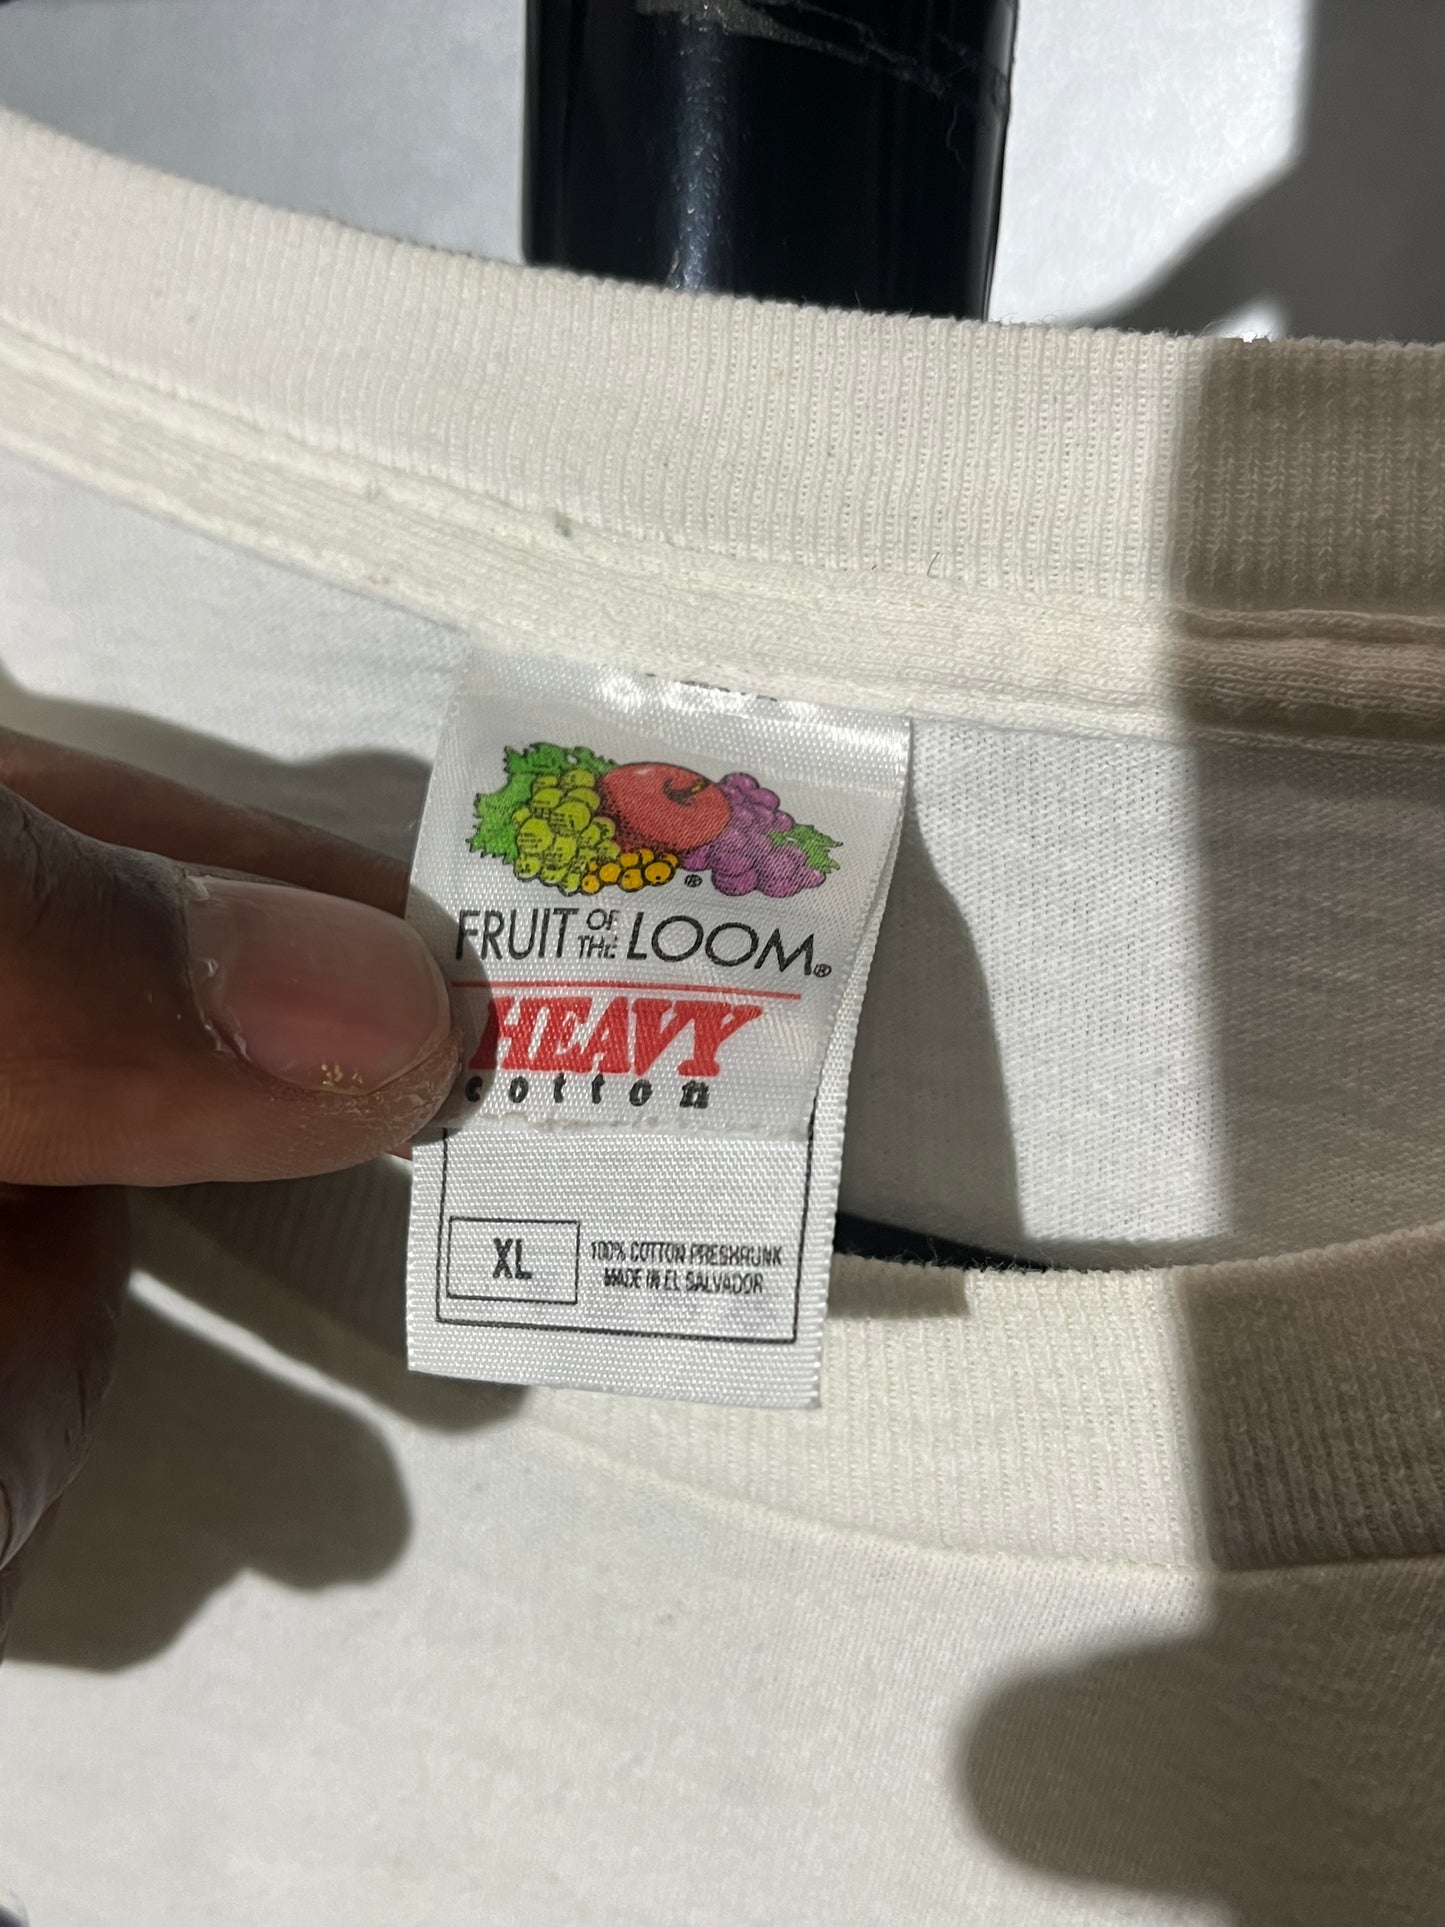 FRUIT OF THE LOOM®
HEAVY
cotton
XL
100% COTTON PRESHRUNK
MADE IN EL SALVADOR